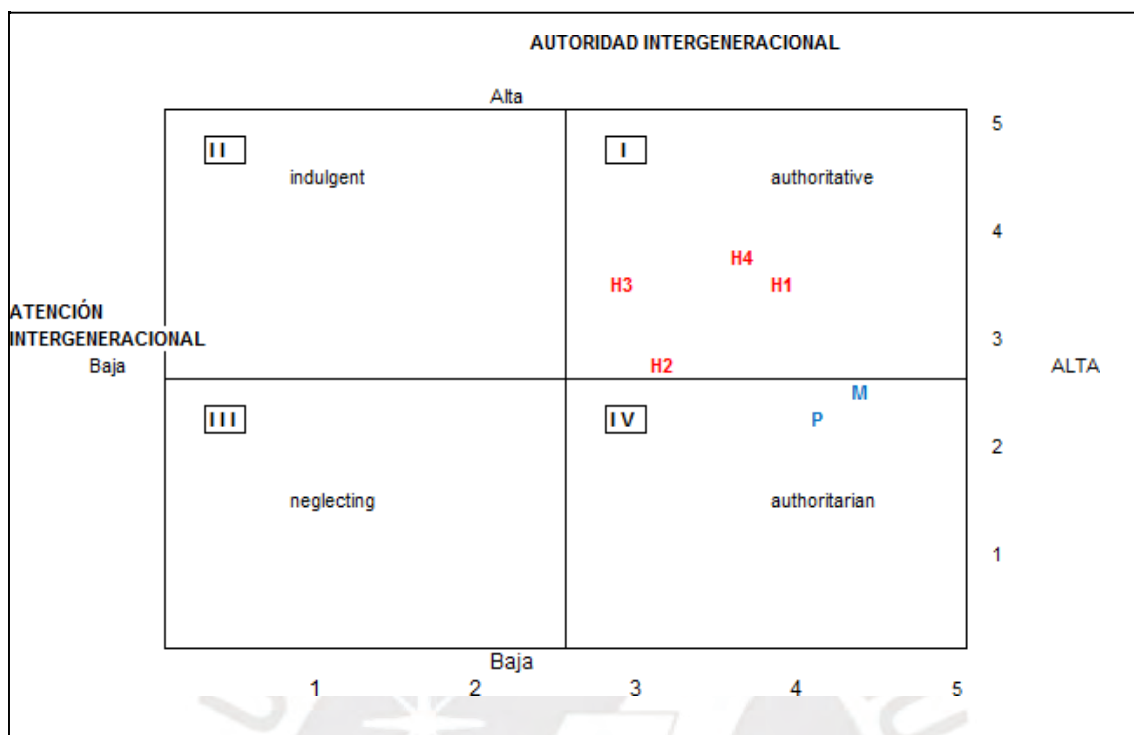 AUTORIDAD INTERGENERACIONAL
Alta
5
II
I
indulgent
authoritative
4
H4
H3
H1
ATENCIÓN
INTERGENERACIONAL
3
Baja
H2
ALTA
M
III
IV
P
2
neglecting
authoritarian
1
Baja
1 2 3 4 5